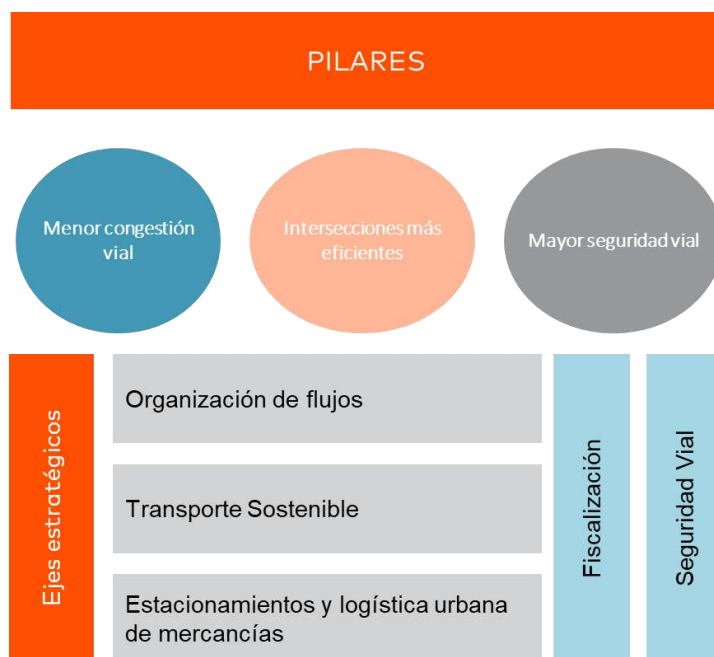 PILARES
Menor congestión
vial
Intersecciones más
eficientes
Mayor seguridad vial
Ejes estratégicos
Organización de flujos
Transporte Sostenible
Estacionamientos y logística urbana
de mercancías
Fiscalización
Seguridad Vial